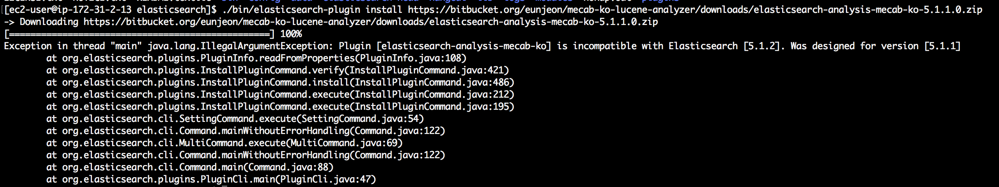 [ec2-user@ip-172-31-2-13 elasticsearch]$ ./bin/elasticsearch-plugin install https://bitbucket.org/eunjeon/mecab-ko-lucene-analyzer/downloads/elasticsearch-analysis-mecab-ko-5.1.1.0.zip
-> Downloading https://bitbucket.org/eunjeon/mecab-ko-lucene-analyzer/downloads/elasticsearch-analysis-mecab-ko-5.1.1.0.zip
[=================================================] 100%
Exception in thread "main" java.lang.IllegalArgumentException: Plugin [elasticsearch-analysis-mecab-ko] is incompatible with Elasticsearch [5.1.2]. Was designed for version [5.1.1]
at org.elasticsearch.plugins.PluginInfo.readFromProperties(PluginInfo.java:108)
at org.elasticsearch.plugins.InstallPluginCommand.verify(InstallPluginCommand.java:421)
at org.elasticsearch.plugins.InstallPluginCommand.install(InstallPluginCommand.java:486)
at org.elasticsearch.plugins.InstallPluginCommand.execute(InstallPluginCommand.java:212)
at org.elasticsearch.plugins.InstallPluginCommand.execute(InstallPluginCommand.java:195)
at org.elasticsearch.cli.SettingCommand.execute(SettingCommand.java:54)
at org.elasticsearch.cli.Command.mainWithoutErrorHandling(Command.java:122)
at org.elasticsearch.cli.MultiCommand.execute(MultiCommand.java:69)
at org.elasticsearch.cli.Command.mainWithoutErrorHandling(Command.java:122)
at org.elasticsearch.cli.Command.main(Command.java:88)
at org.elasticsearch.plugins.PluginCli.main(PluginCli.java:47)